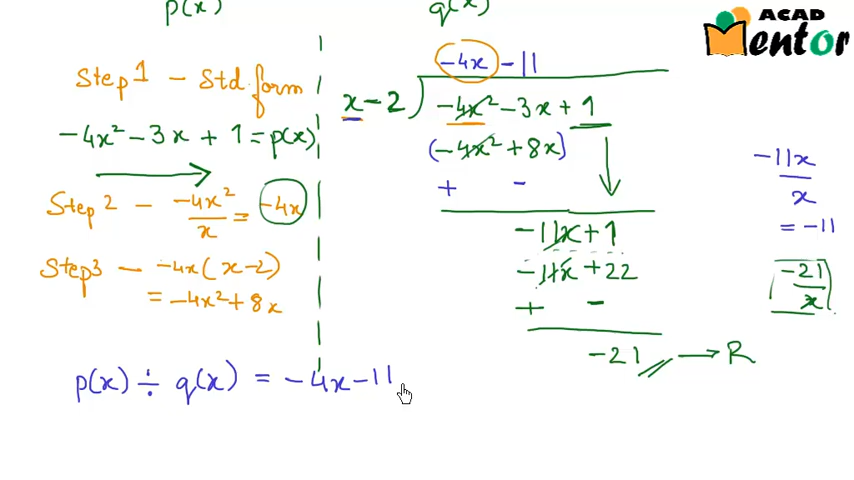 p(x)
q(x)
ACAD
Mentor
Step 1 - Std form
-4x² - 3x + 1 = p(x)
Step 2 - -4x²/x = -4x
Step3 - -4x(x-2)
= -4x² + 8x
-4x - 11
x - 2 ) -4x² - 3x + 1
(-4x² + 8x)
+ -
-11x + 1
-11x + 22
+ -
-21 → R
-11x/x
= -11
-21/x
p(x) ÷ q(x) = -4x - 11